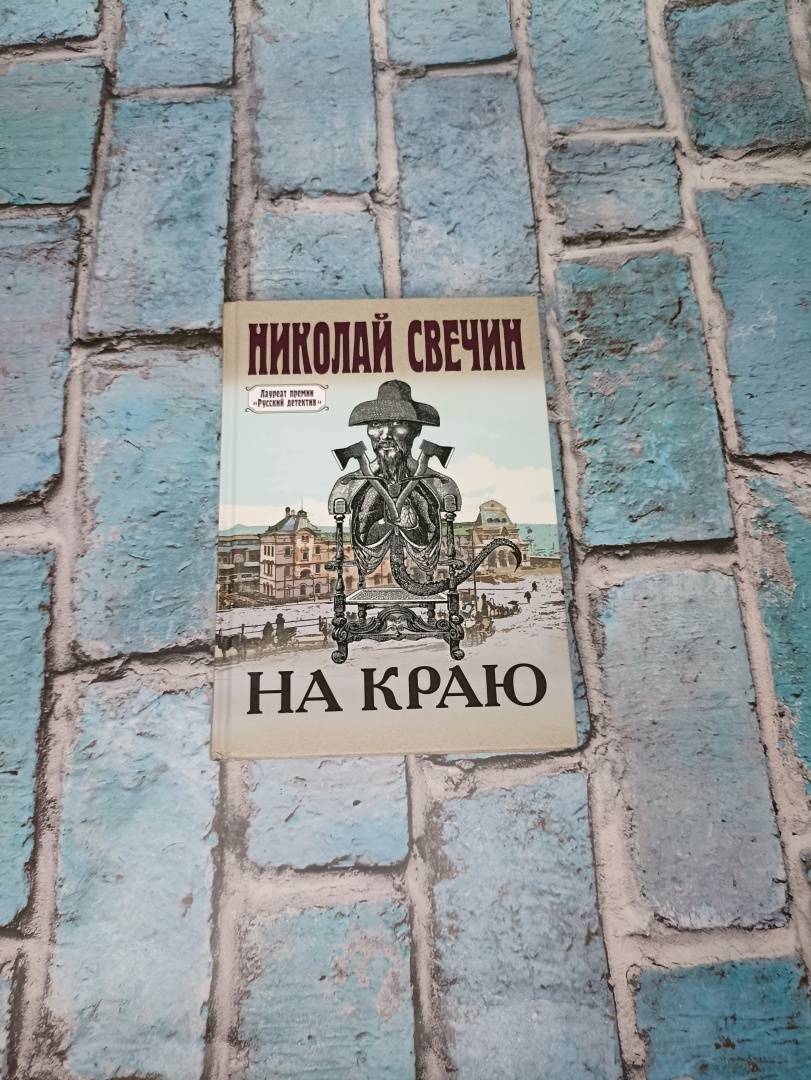 НИКОЛАЙ СВЕЧИН
Лауреат премии
«Русский детектив»
НА КРАЮ